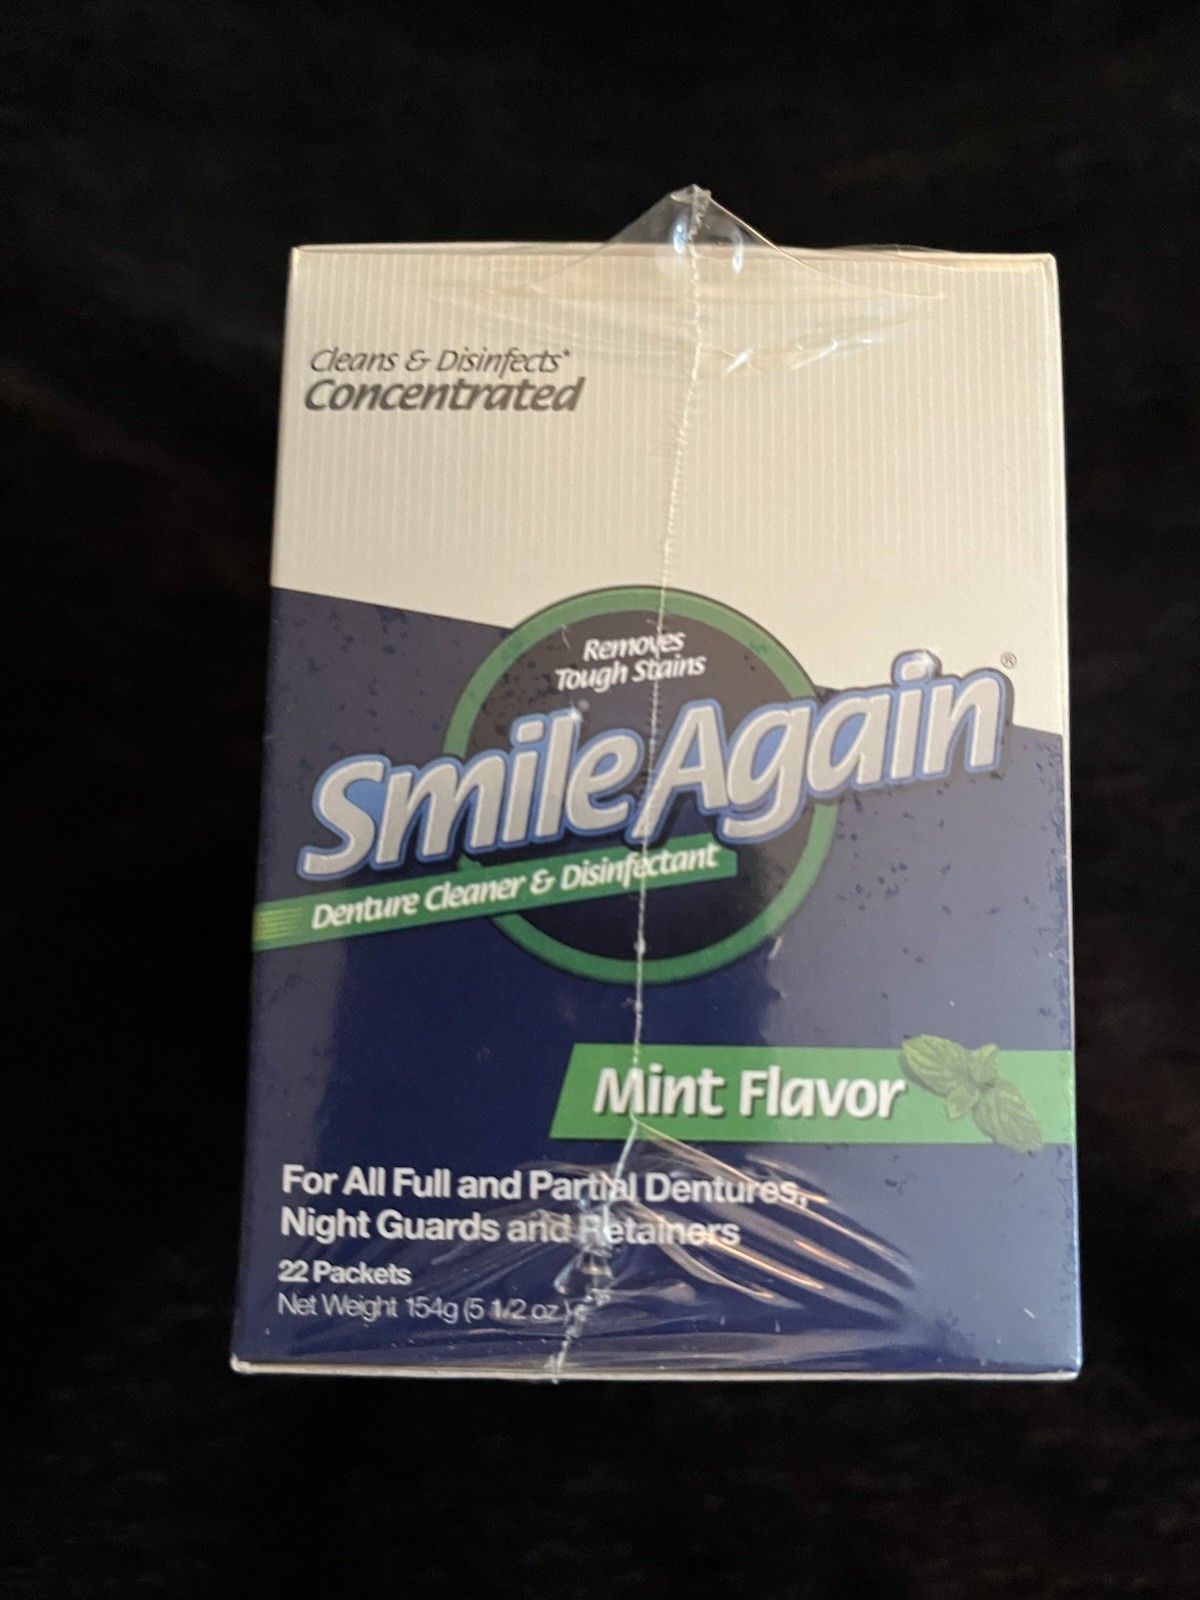 Cleans & Disinfects*
Concentrated
Removes
Tough Stains
SmileAgain®
Denture Cleaner & Disinfectant
Mint Flavor
For All Full and Partial Dentures,
Night Guards and Retainers
22 Packets
Net Weight 154g (5 1/2 oz.)